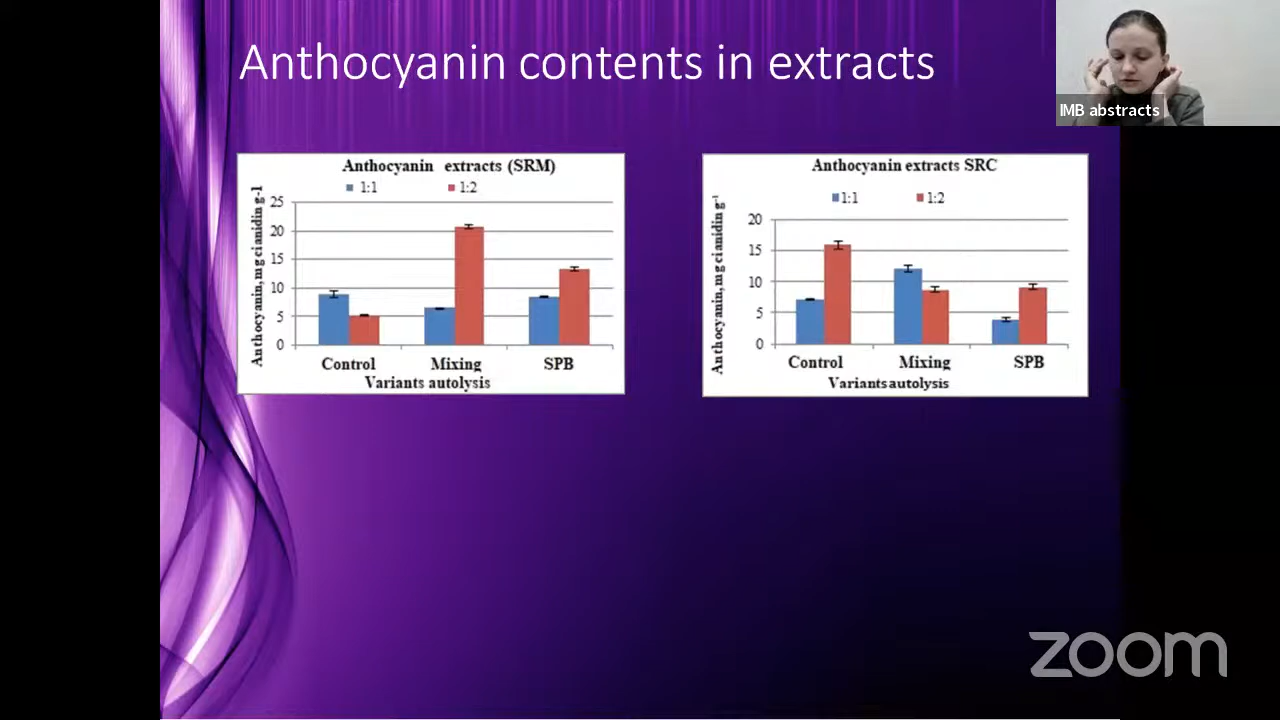 Anthocyanin contents in extracts
IMB abstracts
Anthocyanin extracts (SRM)
1:1 1:2
Anthocyanin, mg cianidin g-1
25
20
15
10
5
0
Control Mixing SPB
Variants autolysis
Anthocyanin extracts SRC
1:1 1:2
Anthocyanin, mg cianidin g⁻¹
20
15
10
5
0
Control Mixing SPB
Variants autolysis
zoom